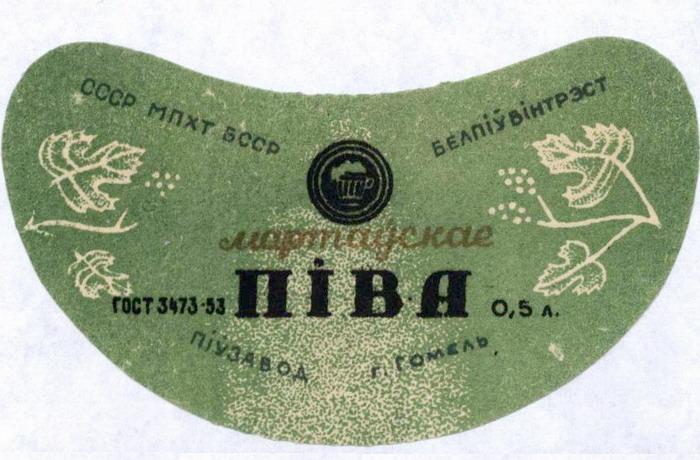 СССР МПХТ БССР
БЕЛПІЎВІНТРЭСТ
мартаўскае
ПІВА
ГОСТ 3473-53
0,5 л.
ПІЎЗАВОД
г. ГОМЕЛЬ